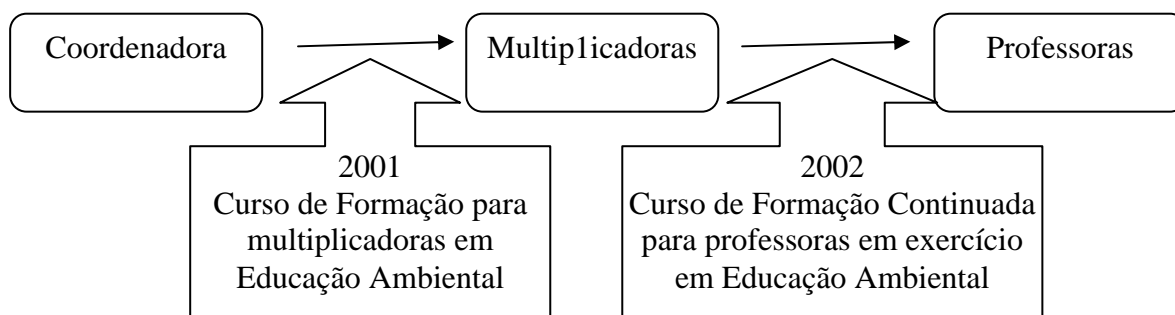 Coordenadora
Multip1icadoras
Professoras
2001
Curso de Formação para
multiplicadoras em
Educação Ambiental
2002
Curso de Formação Continuada
para professoras em exercício
em Educação Ambiental